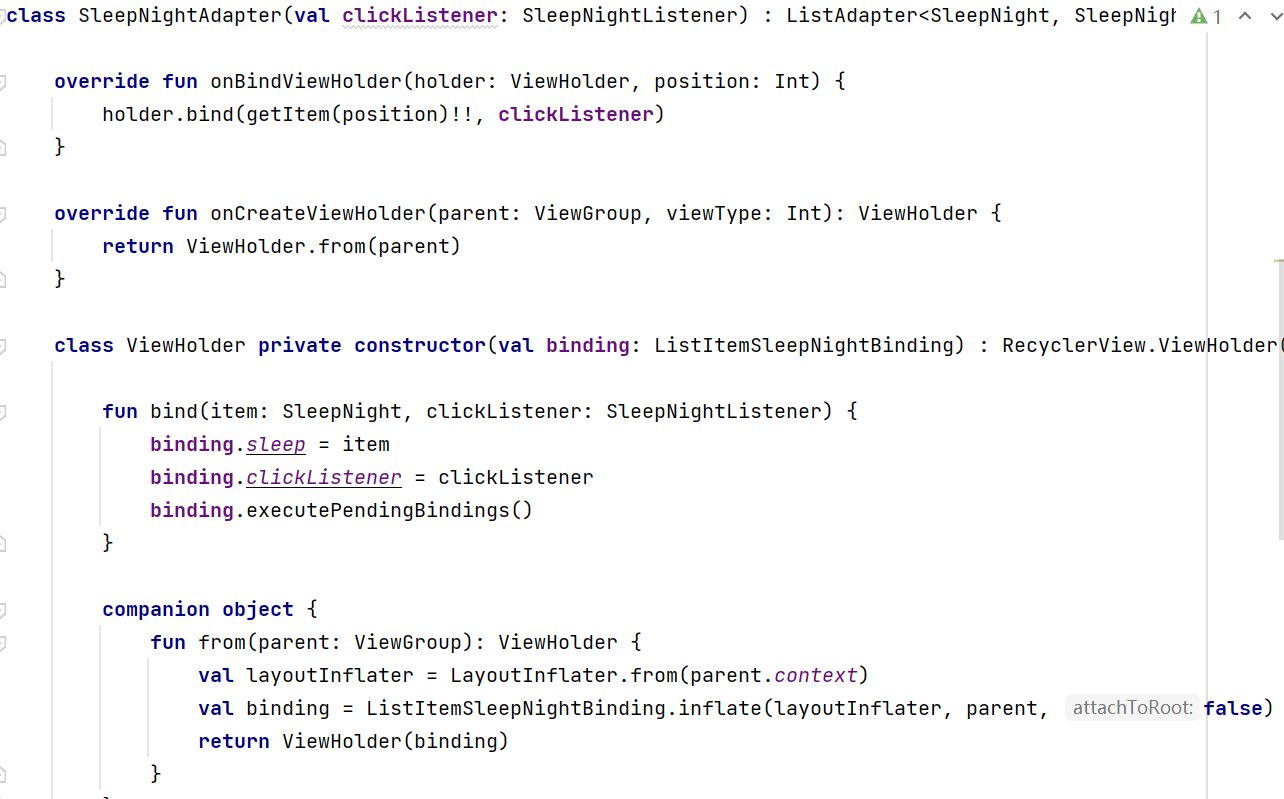 class SleepNightAdapter(val clickListener: SleepNightListener) : ListAdapter<SleepNight, SleepNigh 1
override fun onBindViewHolder(holder: ViewHolder, position: Int) {
holder.bind(getItem(position)!!, clickListener)
}
override fun onCreateViewHolder(parent: ViewGroup, viewType: Int): ViewHolder {
return ViewHolder.from(parent)
}
class ViewHolder private constructor(val binding: ListItemSleepNightBinding) : RecyclerView.ViewHolder(
fun bind(item: SleepNight, clickListener: SleepNightListener) {
binding.sleep = item
binding.clickListener = clickListener
binding.executePendingBindings()
}
companion object {
fun from(parent: ViewGroup): ViewHolder {
val layoutInflater = LayoutInflater.from(parent.context)
val binding = ListItemSleepNightBinding.inflate(layoutInflater, parent, attachToRoot: false)
return ViewHolder(binding)
}